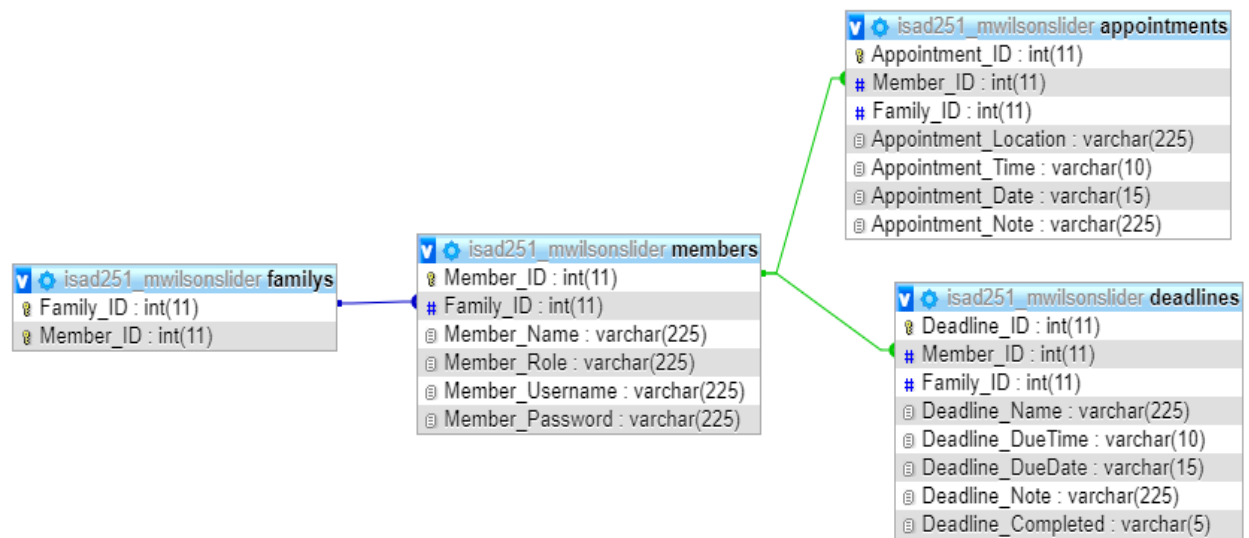 isad251_mwilsonslider familys
Family_ID : int(11)
Member_ID : int(11)
isad251_mwilsonslider members
Member_ID : int(11)
Family_ID : int(11)
Member_Name : varchar(225)
Member_Role : varchar(225)
Member_Username : varchar(225)
Member_Password : varchar(225)
isad251_mwilsonslider appointments
Appointment_ID : int(11)
Member_ID : int(11)
Family_ID : int(11)
Appointment_Location : varchar(225)
Appointment_Time : varchar(10)
Appointment_Date : varchar(15)
Appointment_Note : varchar(225)
isad251_mwilsonslider deadlines
Deadline_ID : int(11)
Member_ID : int(11)
Family_ID : int(11)
Deadline_Name : varchar(225)
Deadline_DueTime : varchar(10)
Deadline_DueDate : varchar(15)
Deadline_Note : varchar(225)
Deadline_Completed : varchar(5)